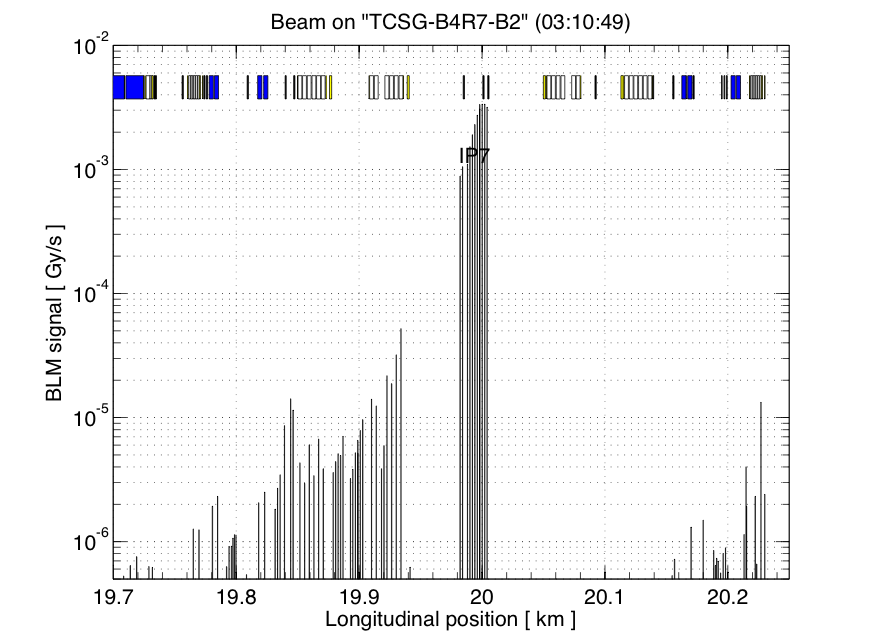 Beam on "TCSG-B4R7-B2" (03:10:49)
10-2
10-3
10-4
10-5
10-6
BLM signal [ Gy/s ]
IP7
19.7 19.8 19.9 20 20.1 20.2
Longitudinal position [ km ]